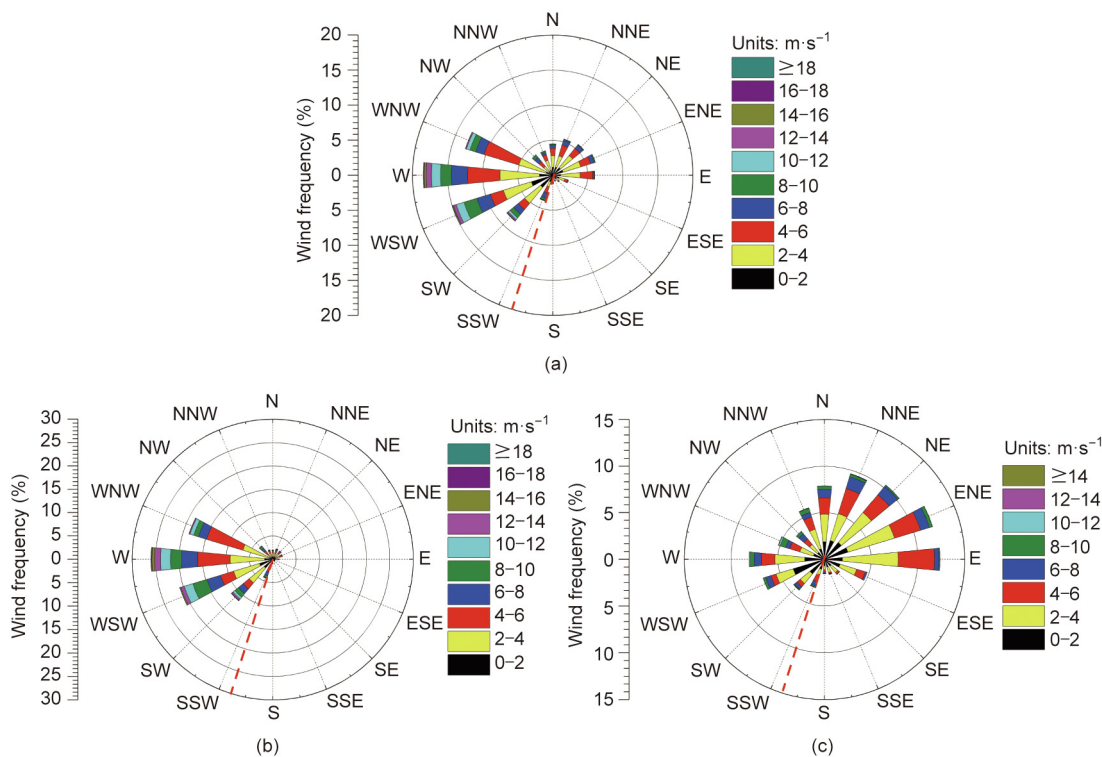 N
NNE
NE
ENE
E
ESE
SE
SSE
S
SSW
SW
WSW
W
WNW
NW
NNW
Wind frequency (%)
20
15
10
5
0
5
10
15
20
Units: m·s⁻¹
≥18
16–18
14–16
12–14
10–12
8–10
6–8
4–6
2–4
0–2
(a)
N
NNE
NE
ENE
E
ESE
SE
SSE
S
SSW
SW
WSW
W
WNW
NW
NNW
Wind frequency (%)
30
25
20
15
10
5
0
5
10
15
20
25
30
Units: m·s⁻¹
≥18
16–18
14–16
12–14
10–12
8–10
6–8
4–6
2–4
0–2
(b)
N
NNE
NE
ENE
E
ESE
SE
SSE
S
SSW
SW
WSW
W
WNW
NW
NNW
Wind frequency (%)
15
10
5
0
5
10
15
Units: m·s⁻¹
≥14
12–14
10–12
8–10
6–8
4–6
2–4
0–2
(c)